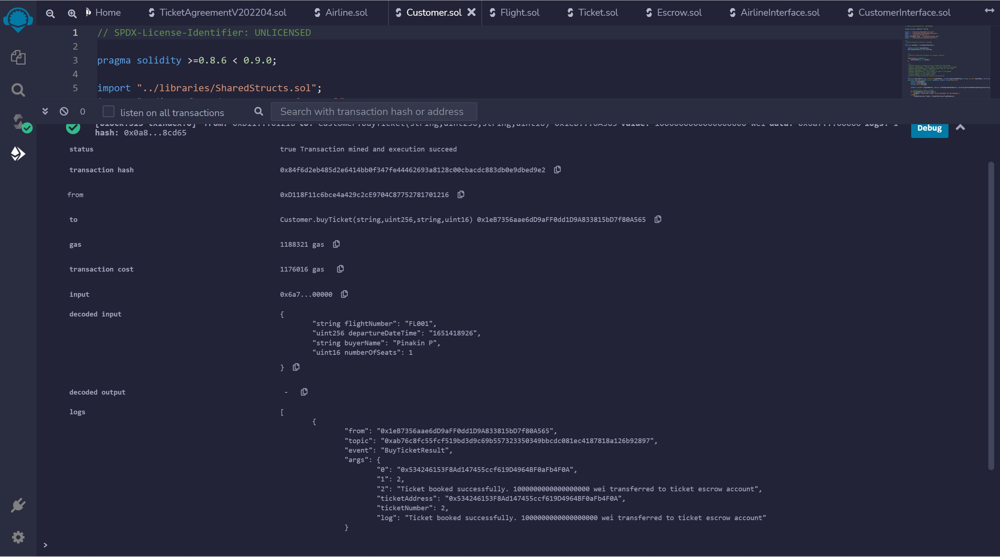 Home TicketAgreementV202204.sol Airline.sol Customer.sol Flight.sol Ticket.sol Escrow.sol AirlineInterface.sol CustomerInterface.sol
1 // SPDX-License-Identifier: UNLICENSED
2
3 pragma solidity >=0.8.6 < 0.9.0;
4
5 import "../libraries/SharedStructs.sol";
0 listen on all transactions Search with transaction hash or address
hash: 0x0a8...8cd65 Debug
status true Transaction mined and execution succeed
transaction hash 0x84f6d2eb485d2e6414bb0f347fe44462693a8128c00cbacdc883db0e9dbed9e2
from 0xD118F11c6bce4a429c2cE9704C87752781701216
to Customer.buyTicket(string,uint256,string,uint16) 0x1eB7356aae6dD9aFF0dd1D9A833815bD7f80A565
gas 1188321 gas
transaction cost 1176016 gas
input 0x6a7...00000
decoded input {
"string flightNumber": "FL001",
"uint256 departureDateTime": "1651418926",
"string buyerName": "Pinakin P",
"uint16 numberOfSeats": 1
}
decoded output -
logs [
{
"from": "0x1eB7356aae6dD9aFF0dd1D9A833815bD7f80A565",
"topic": "0xab76c8fc55fcf519bd3d9c69b557323350349bbcdc081ec4187818a126b92897",
"event": "BuyTicketResult",
"args": {
"0": "0x534246153F8Ad147455ccf619D4964BF0aFb4F0A",
"1": 2,
"2": "Ticket booked successfully. 1000000000000000000 wei transferred to ticket escrow account",
"ticketAddress": "0x534246153F8Ad147455ccf619D4964BF0aFb4F0A",
"ticketNumber": 2,
"log": "Ticket booked successfully. 1000000000000000000 wei transferred to ticket escrow account"
}
>